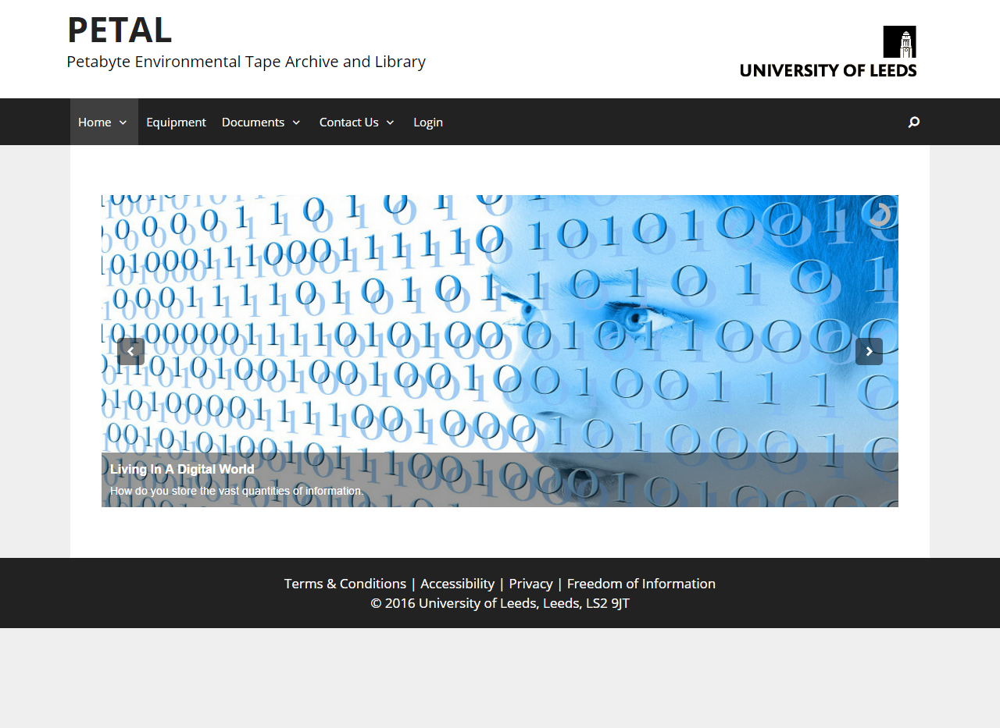 PETAL
Petabyte Environmental Tape Archive and Library
UNIVERSITY OF LEEDS
Home Equipment Documents Contact Us Login
Living In A Digital World
How do you store the vast quantities of information.
Terms & Conditions | Accessibility | Privacy | Freedom of Information
© 2016 University of Leeds, Leeds, LS2 9JT